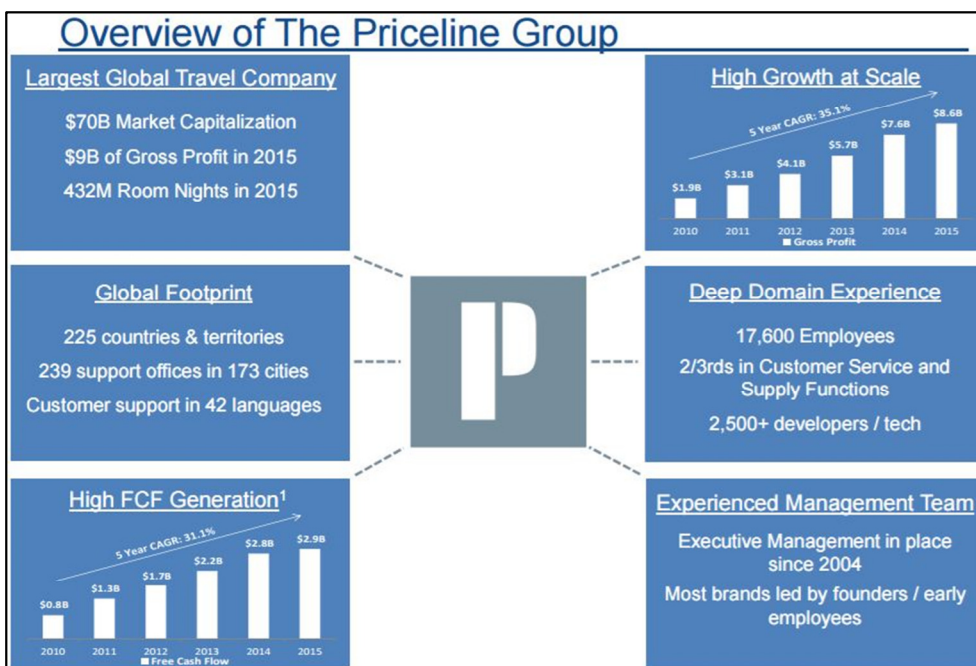 Overview of The Priceline Group
Largest Global Travel Company
$70B Market Capitalization
$9B of Gross Profit in 2015
432M Room Nights in 2015
High Growth at Scale
5 Year CAGR: 35.1%
$1.9B
$3.1B
$4.1B
$5.7B
$7.6B
$8.6B
2010 2011 2012 2013 2014 2015
Gross Profit
Global Footprint
225 countries & territories
239 support offices in 173 cities
Customer support in 42 languages
P
Deep Domain Experience
17,600 Employees
2/3rds in Customer Service and
Supply Functions
2,500+ developers / tech
High FCF Generation¹
5 Year CAGR: 31.1%
$0.8B
$1.3B
$1.7B
$2.2B
$2.8B
$2.9B
2010 2011 2012 2013 2014 2015
Free Cash Flow
Experienced Management Team
Executive Management in place
since 2004
Most brands led by founders / early
employees